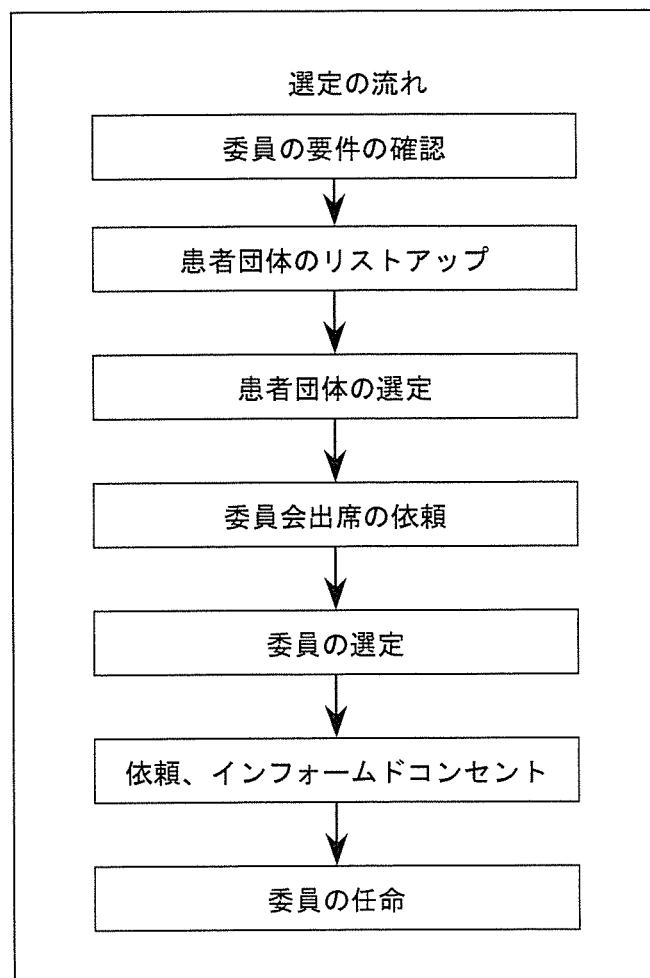 選定の流れ
委員の要件の確認
患者団体のリストアップ
患者団体の選定
委員会出席の依頼
委員の選定
依頼、インフォームドコンセント
委員の任命